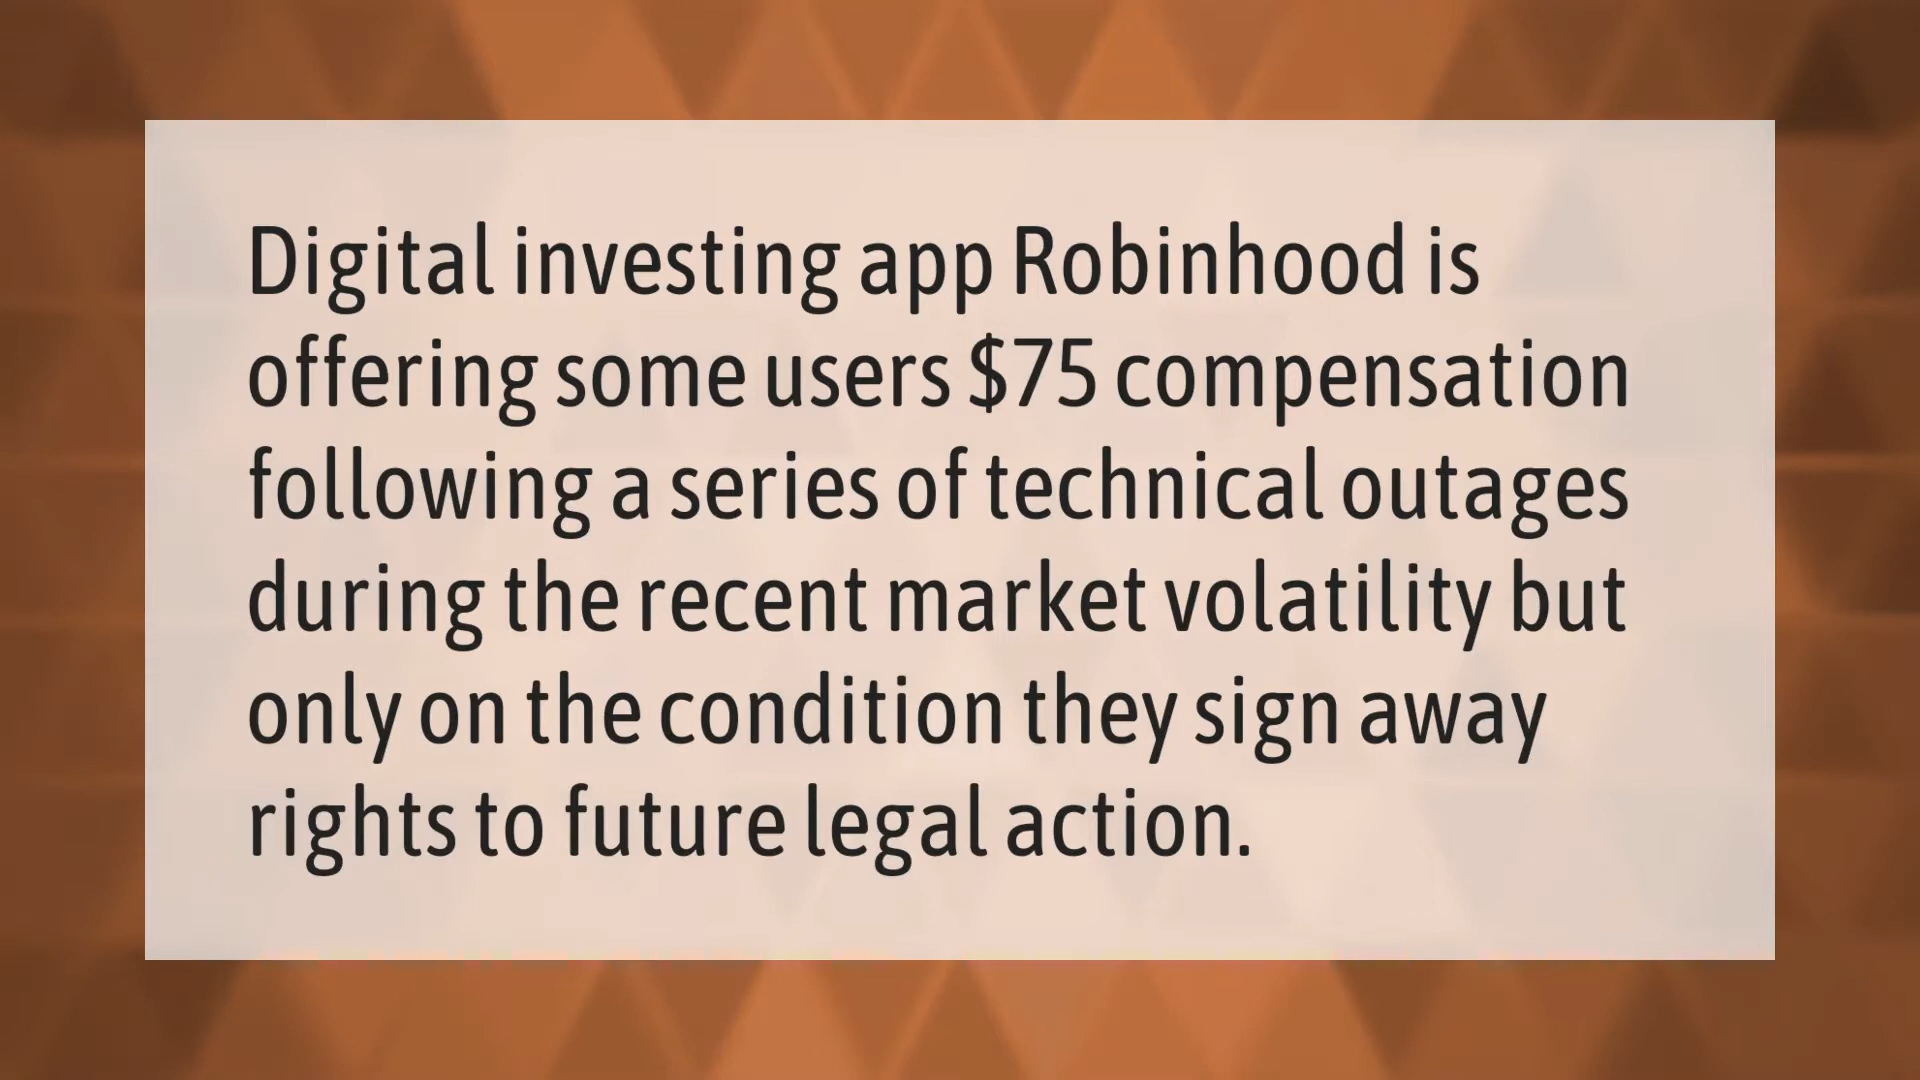 Digital investing app Robinhood is
offering some users $75 compensation
following a series of technical outages
during the recent market volatility but
only on the condition they sign away
rights to future legal action.